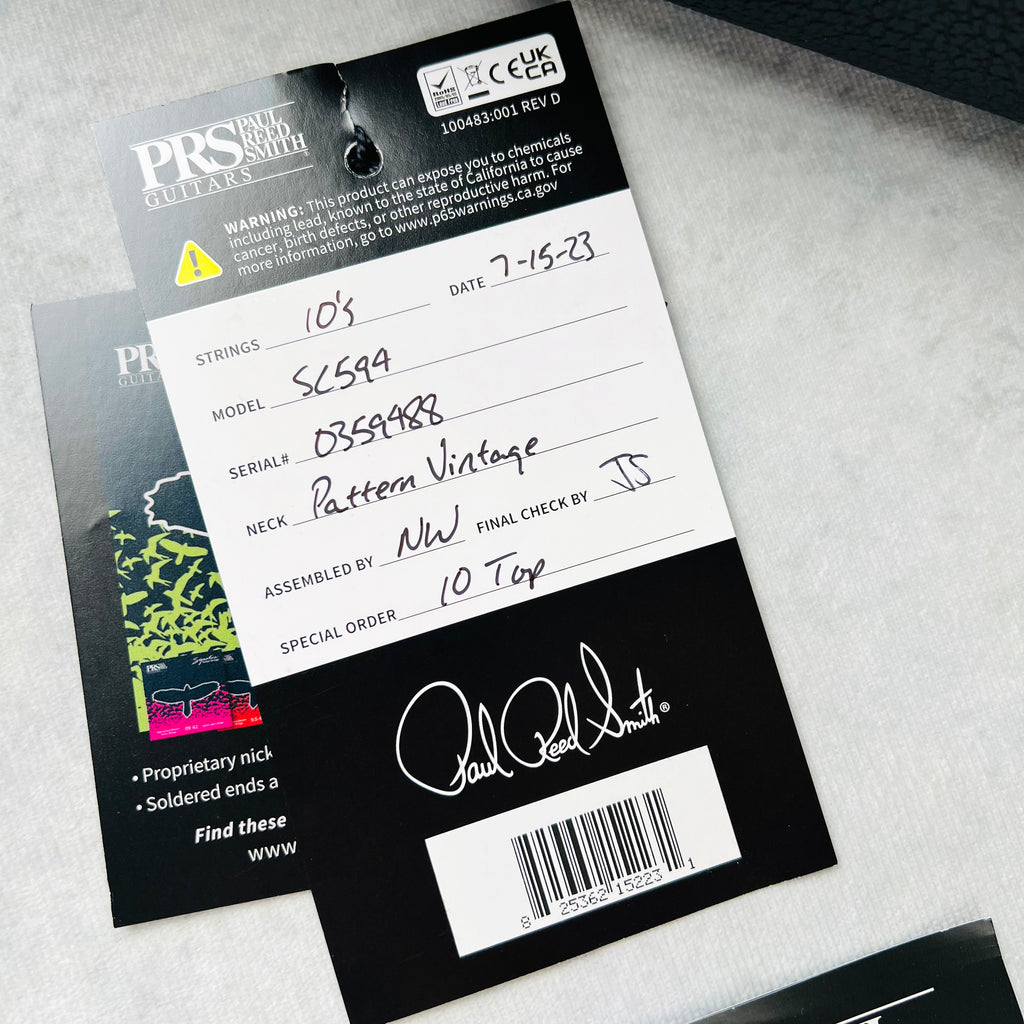 PRS PAUL REED SMITH
GUITARS
RoHS
CE UK CA
100483:001 REV D
WARNING: This product can expose you to chemicals
including lead, known to the state of California to cause
cancer, birth defects, or other reproductive harm. For
more information, go to www.p65warnings.ca.gov
STRINGS 10's DATE 7-15-23
MODEL SC594
SERIAL# 0359488
NECK Pattern Vintage
ASSEMBLED BY NW FINAL CHECK BY JS
SPECIAL ORDER 10 Top
Paul Reed Smith®
8 25362 15223 1
PRS
• Proprietary nick
• Soldered ends a
Find these
www